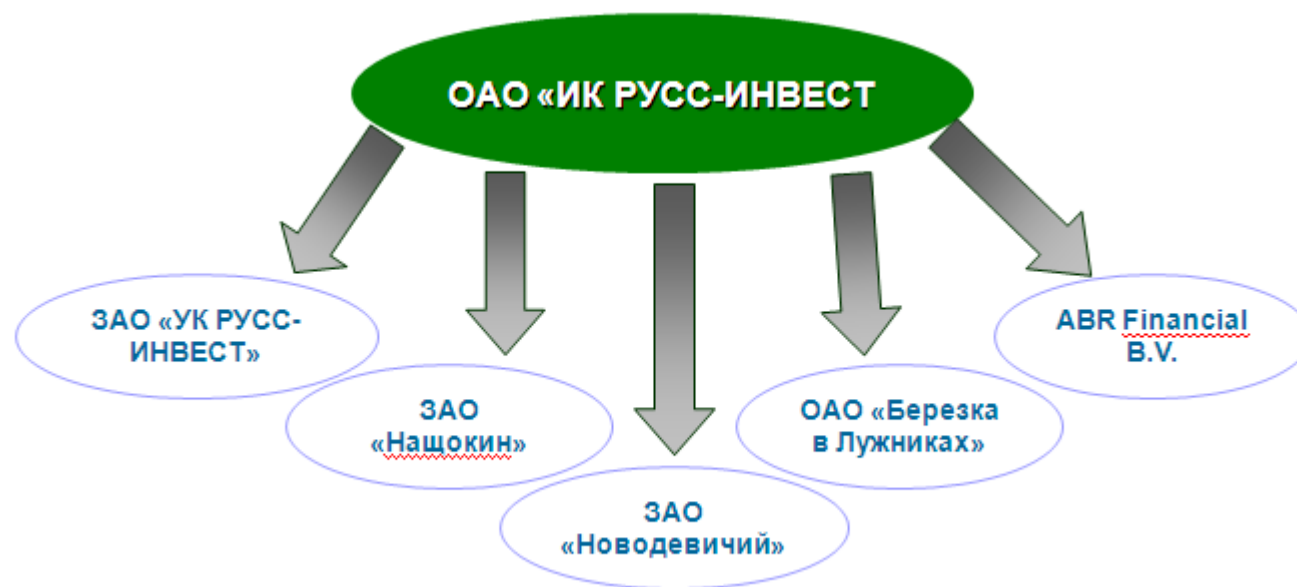 ОАО «ИК РУСС-ИНВЕСТ
ЗАО «УК РУСС-
ИНВЕСТ»
ЗАО
«Нащокин»
ЗАО
«Новодевичий»
ОАО «Березка
в Лужниках»
ABR Financial
B.V.